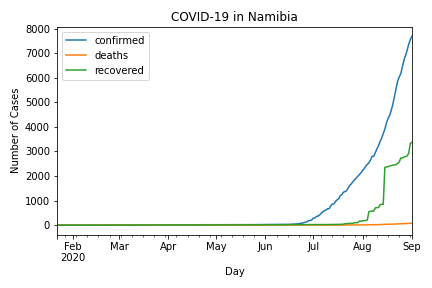 COVID-19 in Namibia
8000
7000
6000
5000
4000
3000
2000
1000
0
Number of Cases
confirmed
deaths
recovered
Feb Mar Apr May Jun Jul Aug Sep
2020
Day